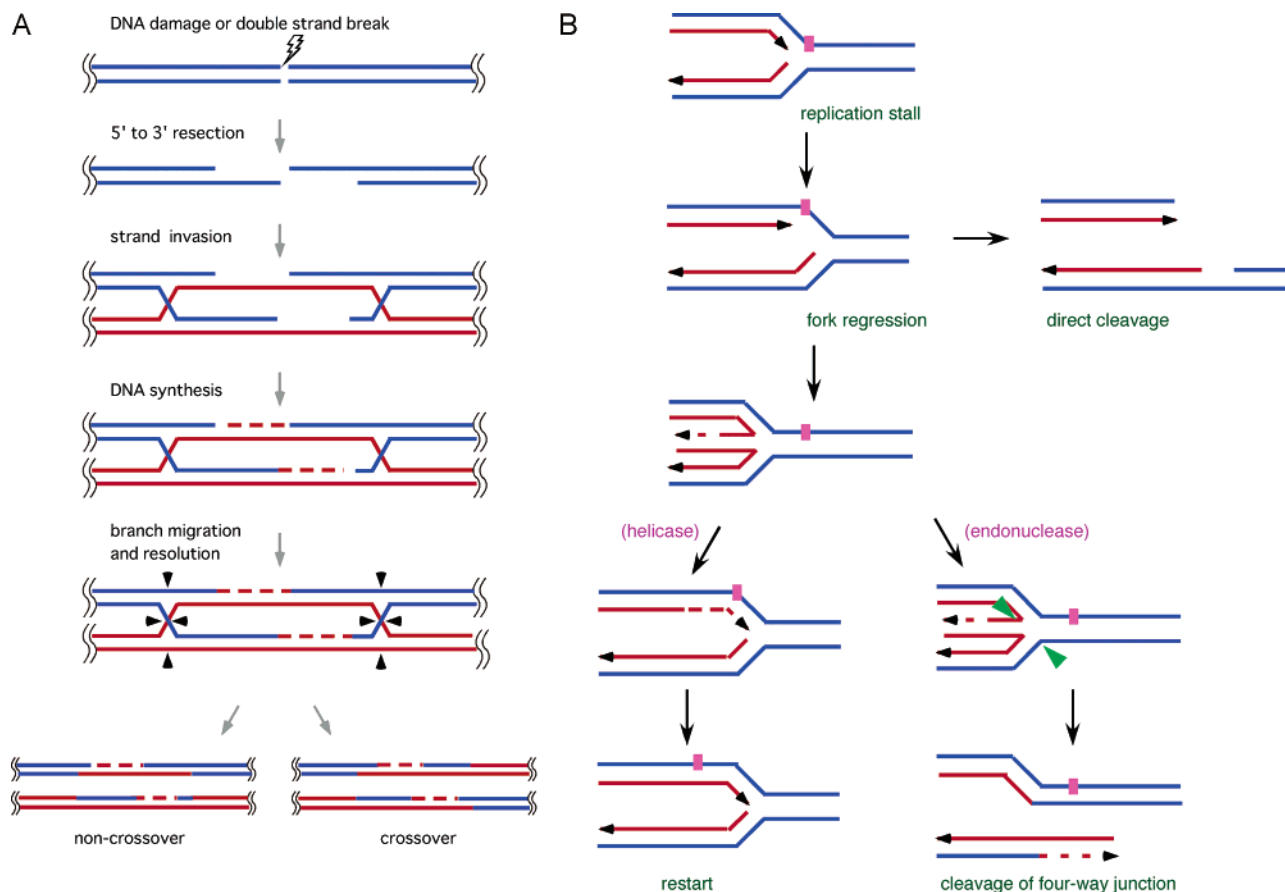 A
DNA damage or double strand break
5' to 3' resection
strand invasion
DNA synthesis
branch migration
and resolution
non-crossover
crossover
B
replication stall
fork regression
direct cleavage
(helicase)
(endonuclease)
restart
cleavage of four-way junction